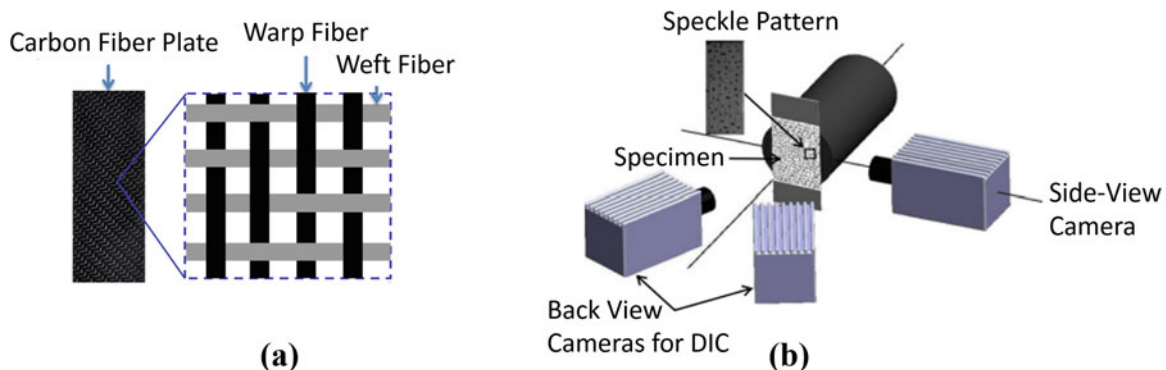 Carbon Fiber Plate
Warp Fiber
Weft Fiber
(a)
Speckle Pattern
Specimen
Side-View
Camera
Back View
Cameras for DIC
(b)